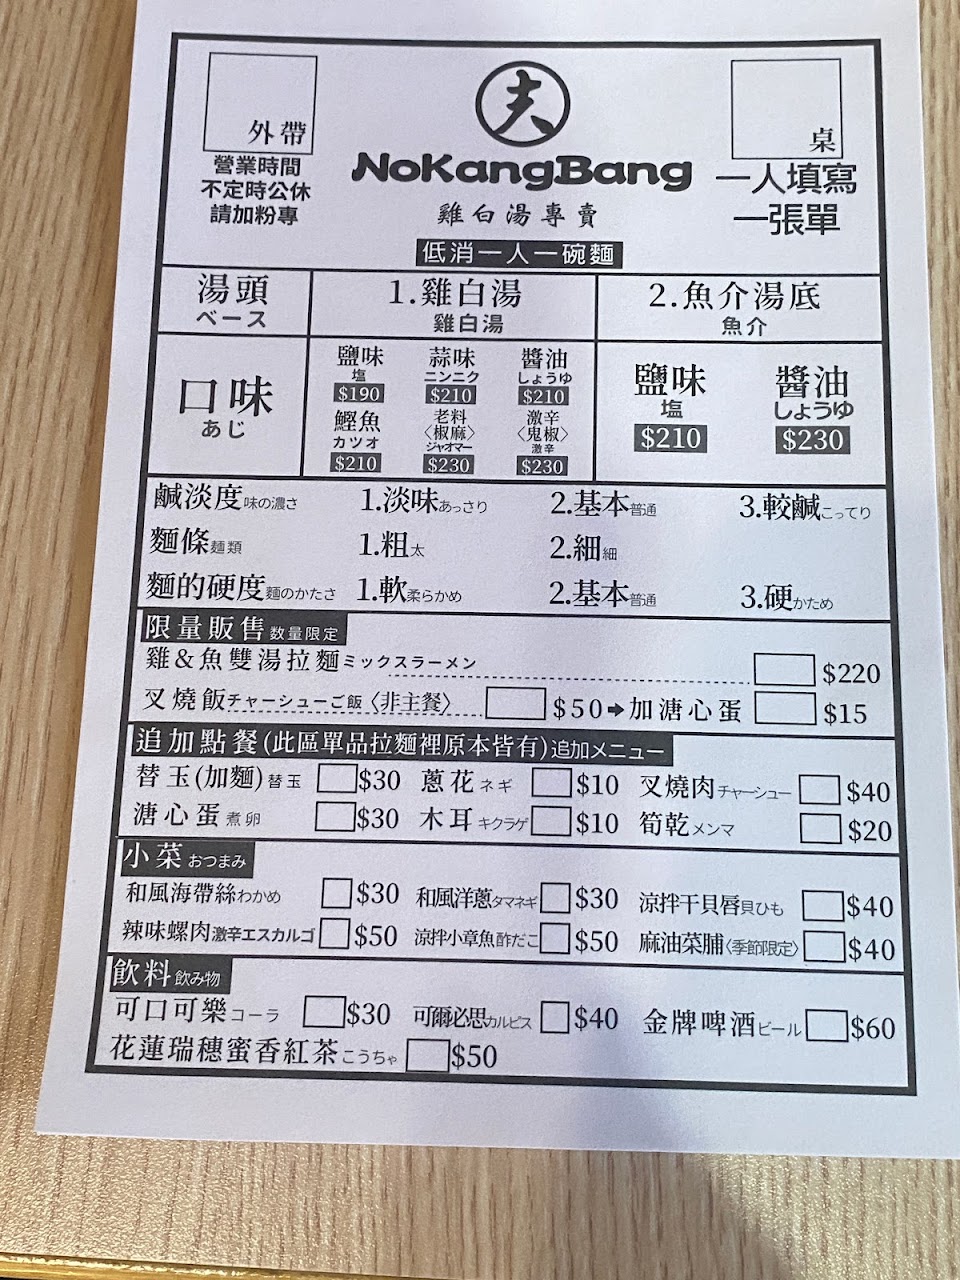 外帶
營業時間
不定時公休
請加粉專
夫
NoKangBang
雞白湯專賣
低消一人一碗麵
桌
一人填寫
一張單
湯頭 1.雞白湯 2.魚介湯底
ベース 雞白湯 魚介
口味
あじ
鹽味 蒜味 醬油
塩 ニンニク しょうゆ
$190 $210 $210
鰹魚 老料〈椒麻〉 激辛〈鬼椒〉
カツオ ジャオマー 激辛
$210 $230 $230
鹽味 醬油
塩 しょうゆ
$210 $230
鹹淡度味の濃さ 1.淡味あっさり 2.基本普通 3.較鹹こってり
麵條麺類 1.粗太 2.細細
麵的硬度麺のかたさ 1.軟柔らかめ 2.基本普通 3.硬かため
限量販售数量限定
雞&魚雙湯拉麵ミックスラーメン $220
叉燒飯チャーシューご飯〈非主餐〉 $50➡加溏心蛋 $15
追加點餐(此區單品拉麵裡原本皆有)追加メニュー
替玉(加麵)替玉 $30 蔥花ネギ $10 叉燒肉チャーシュー $40
溏心蛋煮卵 $30 木耳キクラゲ $10 筍乾メンマ $20
小菜おつまみ
和風海帶絲わかめ $30 和風洋蔥タマネギ $30 涼拌干貝唇貝ひも $40
辣味螺肉激辛エスカルゴ $50 涼拌小章魚酢だこ $50 麻油菜脯〈季節限定〉 $40
飲料飲み物
可口可樂コーラ $30 可爾必思カルピス $40 金牌啤酒ビール $60
花蓮瑞穗蜜香紅茶こうちゃ $50